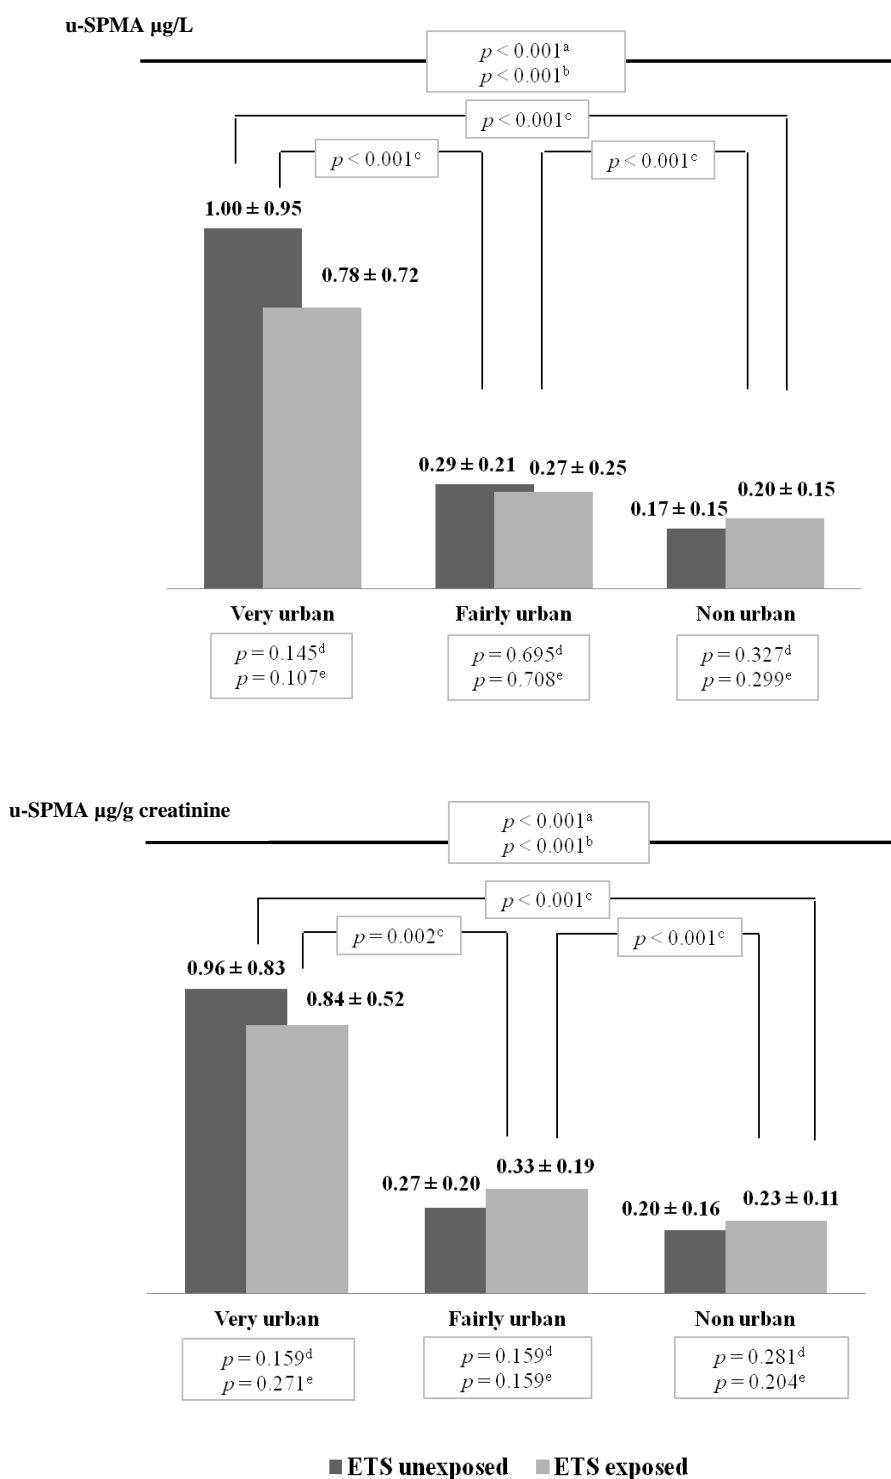 u-SPMA µg/L
p < 0.001ᵃ
p < 0.001ᵇ
p < 0.001ᶜ
p < 0.001ᶜ
p < 0.001ᶜ
1.00 ± 0.95
0.78 ± 0.72
0.29 ± 0.21
0.27 ± 0.25
0.17 ± 0.15
0.20 ± 0.15
Very urban
Fairly urban
Non urban
p = 0.145ᵈ
p = 0.107ᵉ
p = 0.695ᵈ
p = 0.708ᵉ
p = 0.327ᵈ
p = 0.299ᵉ
u-SPMA µg/g creatinine
p < 0.001ᵃ
p < 0.001ᵇ
p < 0.001ᶜ
p = 0.002ᶜ
p < 0.001ᶜ
0.96 ± 0.83
0.84 ± 0.52
0.27 ± 0.20
0.33 ± 0.19
0.20 ± 0.16
0.23 ± 0.11
Very urban
Fairly urban
Non urban
p = 0.159ᵈ
p = 0.271ᵉ
p = 0.159ᵈ
p = 0.159ᵉ
p = 0.281ᵈ
p = 0.204ᵉ
ETS unexposed
ETS exposed